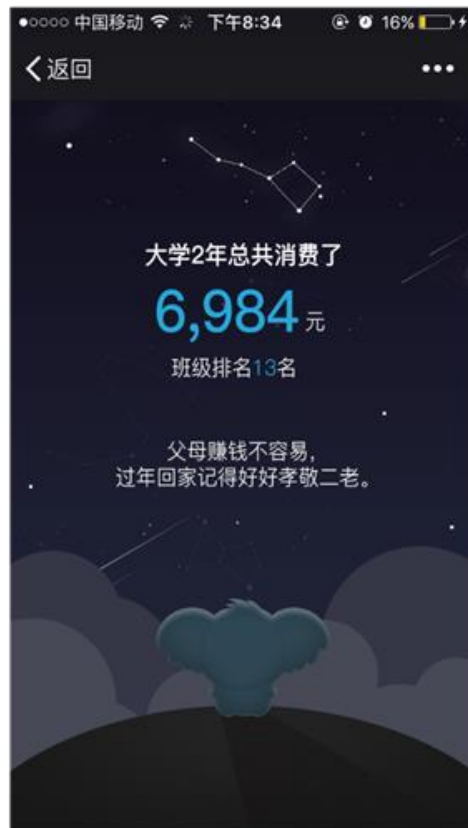 中国移动 下午8:34 16%
返回
大学2年总共消费了
6,984元
班级排名13名
父母赚钱不容易,
过年回家记得好好孝敬二老。